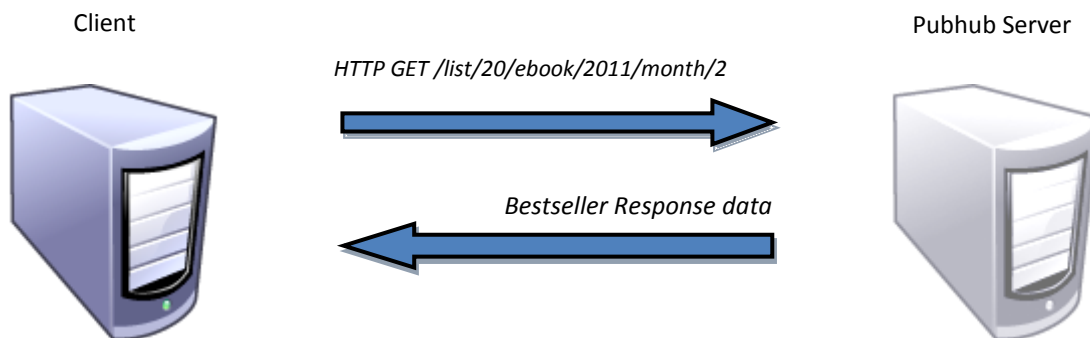 Client
Pubhub Server
HTTP GET /list/20/ebook/2011/month/2
Bestseller Response data